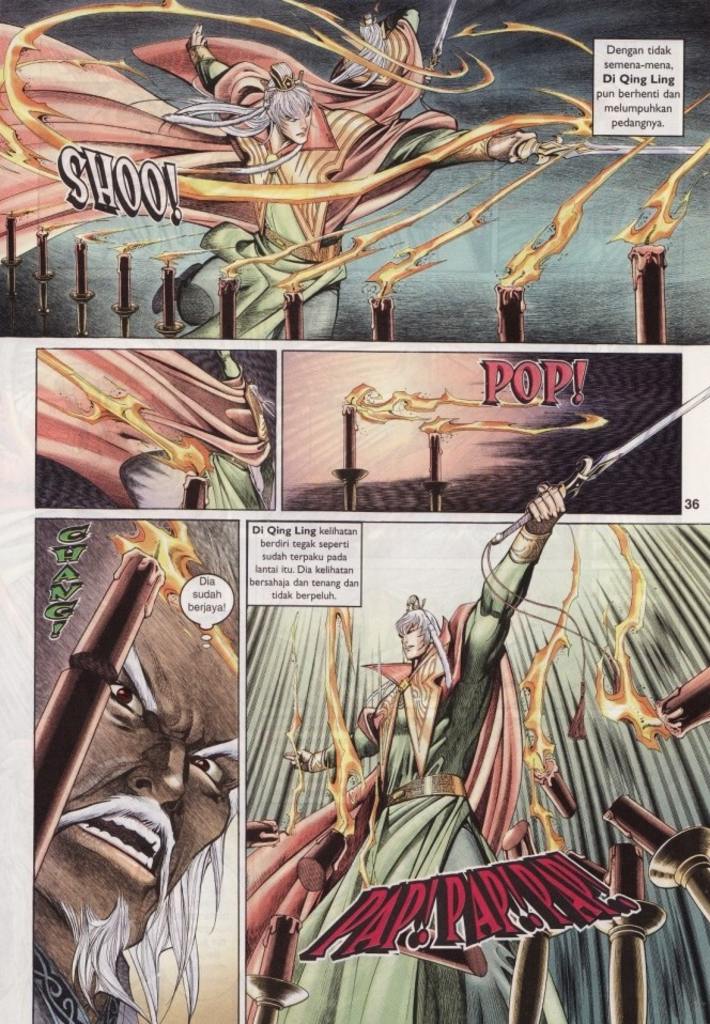 Dengan tidak
semena-mena,
Di Qing Ling
pun berhenti dan
melumpuhkan
pedangnya.
SHOO!
POP!
36
CHANG!
Dia
sudah
berjaya!
Di Qing Ling kelihatan
berdiri tegak seperti
sudah terpaku pada
lantai itu. Dia kelihatan
bersahaja dan tenang dan
tidak berpeluh.
PAP!! PAP!! PAP!!